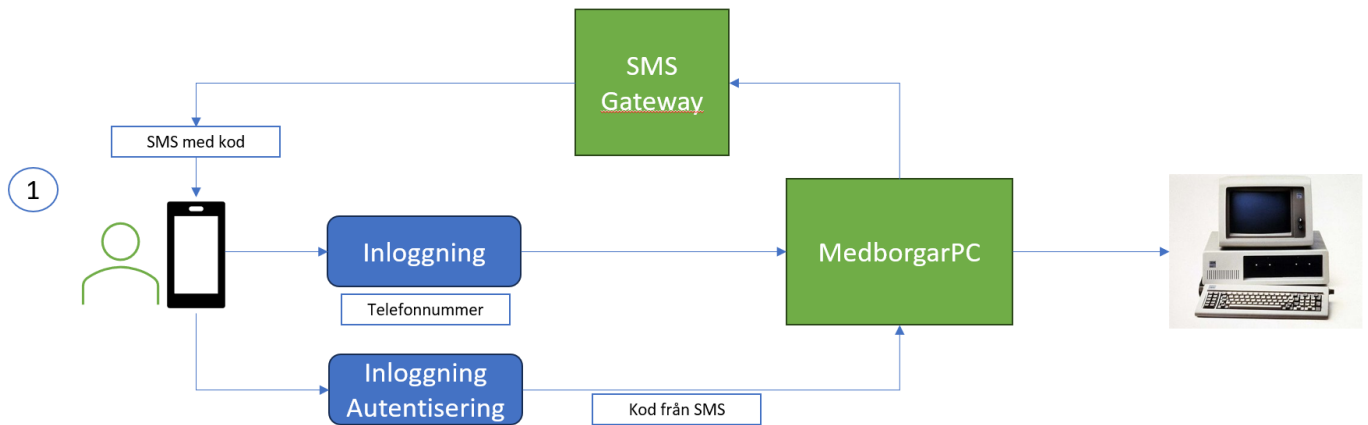 SMS
Gateway
SMS med kod
1
Inloggning
MedborgarPC
Telefonnummer
Inloggning
Autentisering
Kod från SMS